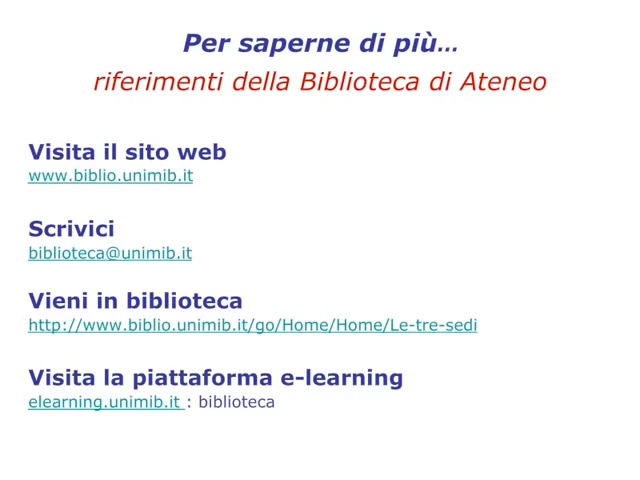 Per saperne di più…
riferimenti della Biblioteca di Ateneo
Visita il sito web
www.biblio.unimib.it
Scrivici
biblioteca@unimib.it
Vieni in biblioteca
http://www.biblio.unimib.it/go/Home/Home/Le-tre-sedi
Visita la piattaforma e-learning
elearning.unimib.it : biblioteca